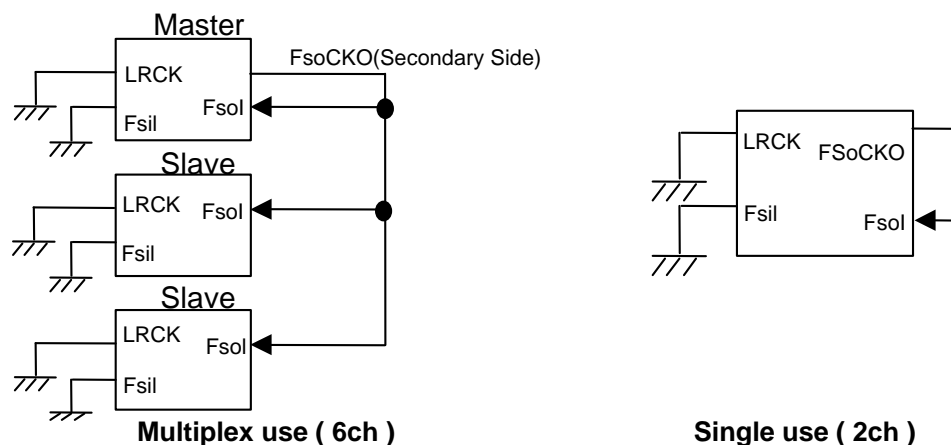 Master
FsoCKO(Secondary Side)
LRCK
FsoI
Fsil
Slave
LRCK
FsoI
Fsil
Slave
LRCK
FsoI
Fsil
Multiplex use ( 6ch )
LRCK
FSoCKO
Fsil
FsoI
Single use ( 2ch )